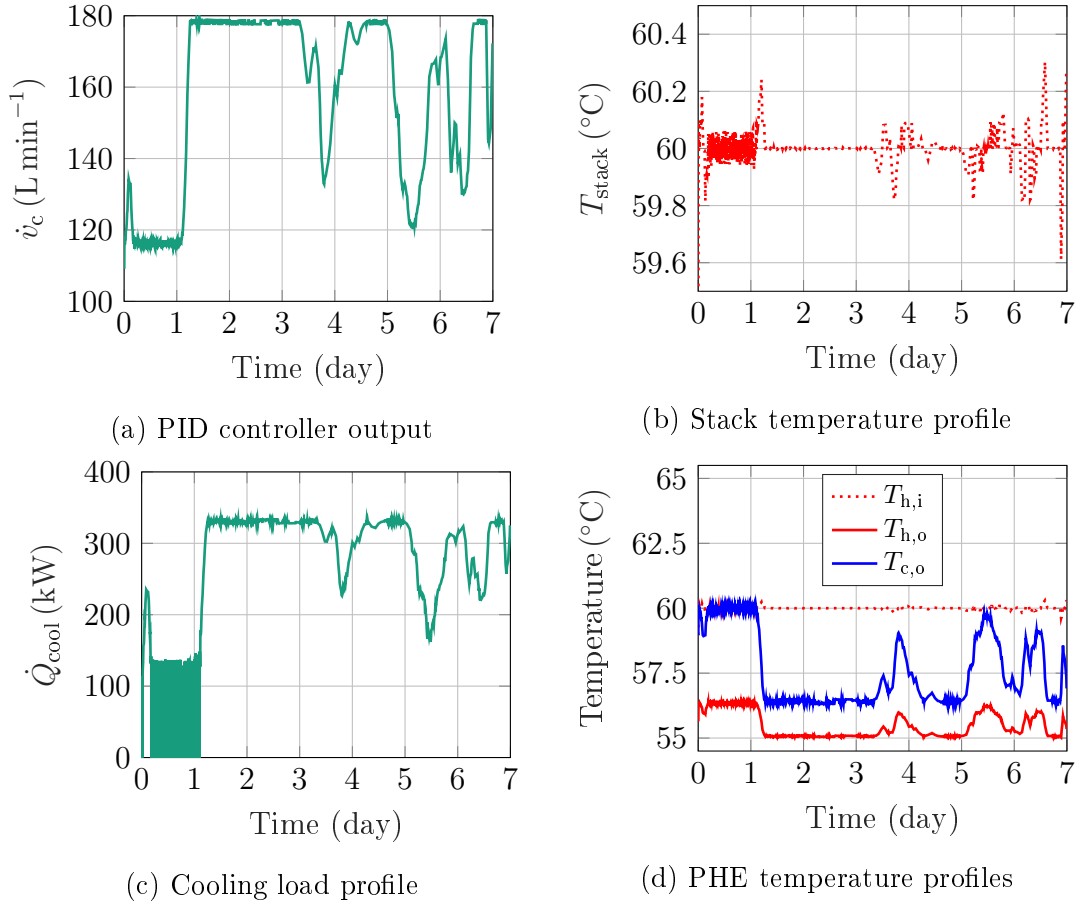 180
160
140
120
100
v̇c (L min−1)
0 1 2 3 4 5 6 7
Time (day)
(a) PID controller output
60.4
60.2
60
59.8
59.6
Tstack (°C)
0 1 2 3 4 5 6 7
Time (day)
(b) Stack temperature profile
400
300
200
100
0
Q̇cool (kW)
0 1 2 3 4 5 6 7
Time (day)
(c) Cooling load profile
65
62.5
60
57.5
55
Temperature (°C)
Th,i
Th,o
Tc,o
0 1 2 3 4 5 6 7
Time (day)
(d) PHE temperature profiles